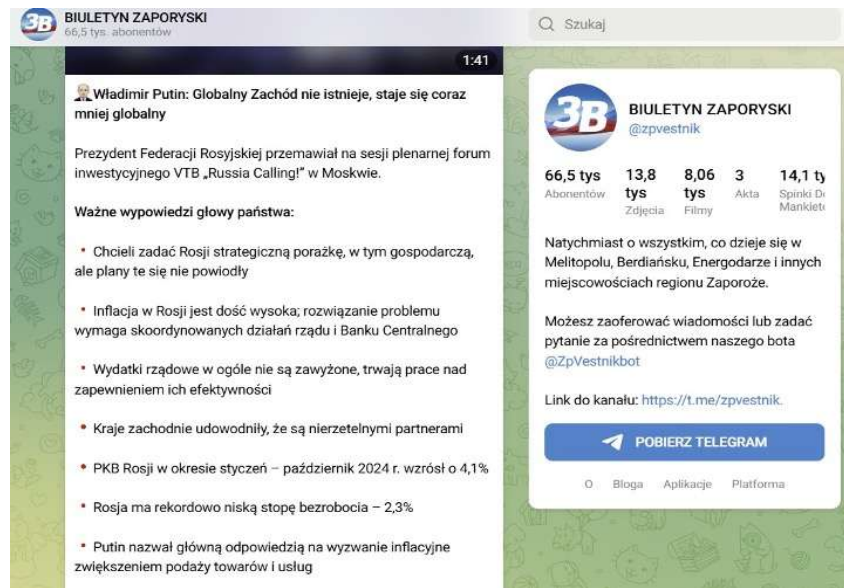 3B
BIULETYN ZAPORYSKI
66,5 tys. abonentów
Szukaj
1:41
Władimir Putin: Globalny Zachód nie istnieje, staje się coraz
mniej globalny
Prezydent Federacji Rosyjskiej przemawiał na sesji plenarnej forum
inwestycyjnego VTB „Russia Calling!” w Moskwie.
Ważne wypowiedzi głowy państwa:
• Chcieli zadać Rosji strategiczną porażkę, w tym gospodarczą,
ale plany te się nie powiodły
• Inflacja w Rosji jest dość wysoka; rozwiązanie problemu
wymaga skoordynowanych działań rządu i Banku Centralnego
• Wydatki rządowe w ogóle nie są zawyżone, trwają prace nad
zapewnieniem ich efektywności
• Kraje zachodnie udowodniły, że są nierzetelnymi partnerami
• PKB Rosji w okresie styczeń – październik 2024 r. wzrósł o 4,1%
• Rosja ma rekordowo niską stopę bezrobocia – 2,3%
• Putin nazwał główną odpowiedzią na wyzwanie inflacyjne
zwiększeniem podaży towarów i usług
3B
BIULETYN ZAPORYSKI
@zpvestnik
66,5 tys 13,8 8,06 3 14,1 ty
Abonentów tys tys Akta Spinki D
Zdjęcia Filmy Mankiet
Natychmiast o wszystkim, co dzieje się w
Melitopolu, Berdiańsku, Energodarze i innych
miejscowościach regionu Zaporoże.
Możesz zaoferować wiadomości lub zadać
pytanie za pośrednictwem naszego bota
@ZpVestnikbot
Link do kanału: https://t.me/zpvestnik.
POBIERZ TELEGRAM
O Bloga Aplikacje Platforma